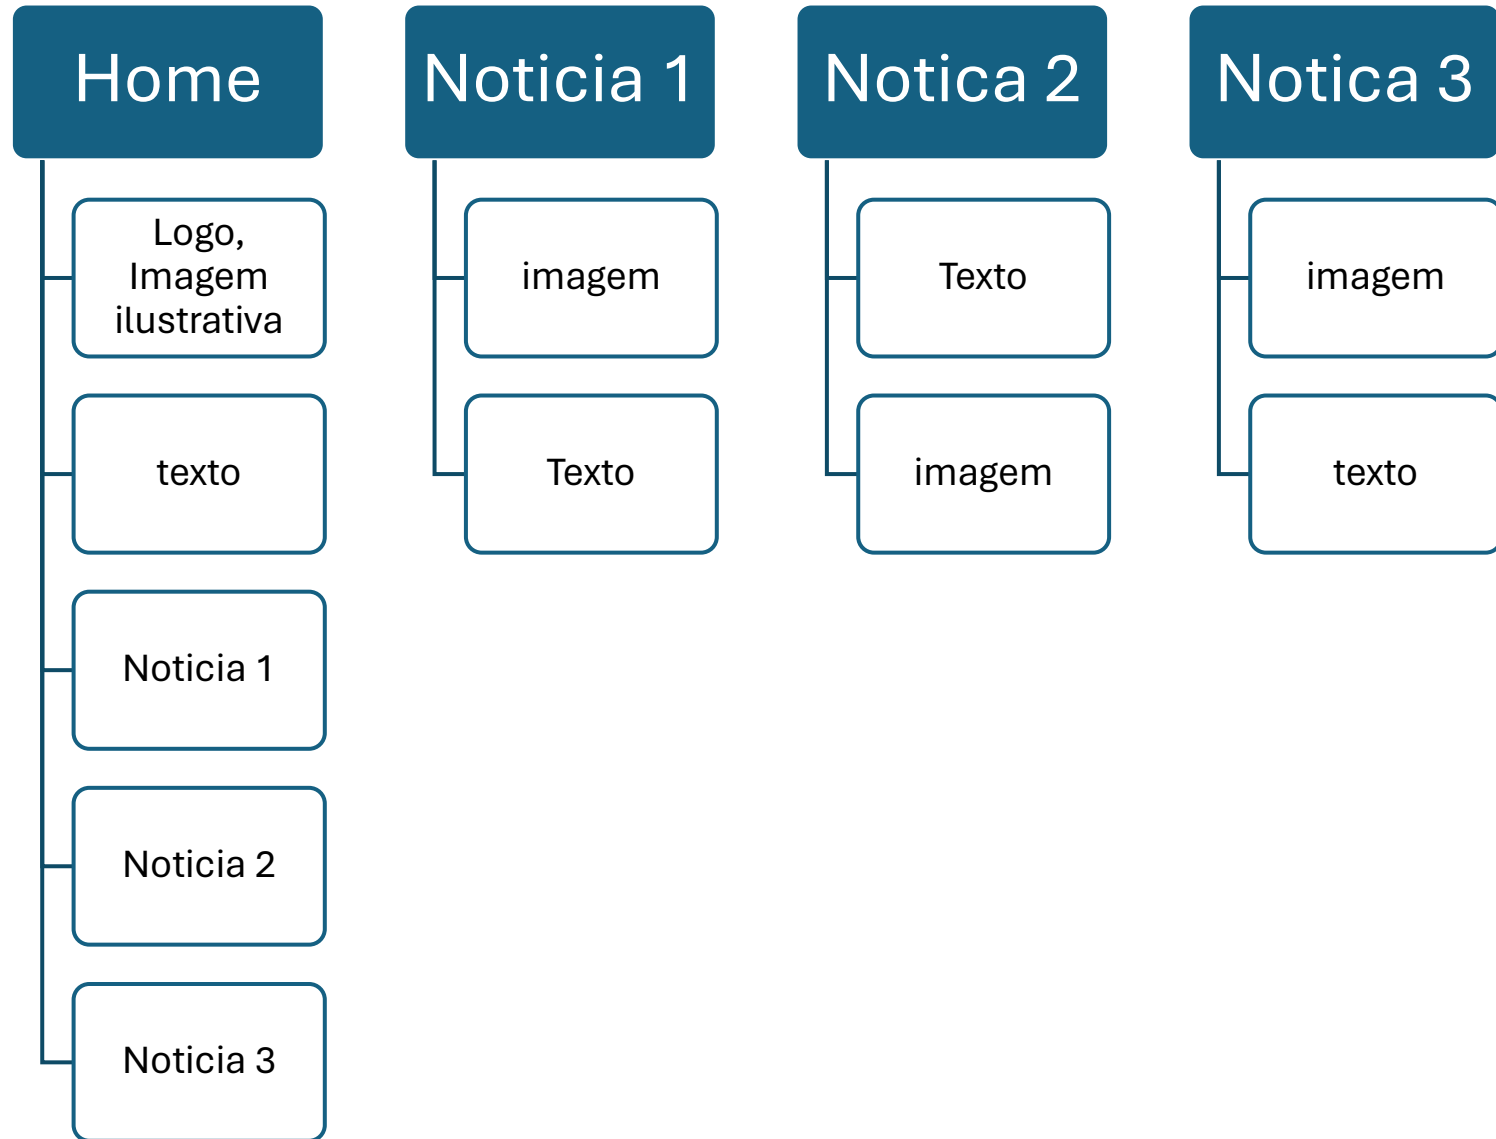 Home
Logo,
Imagem
ilustrativa
texto
Noticia 1
Noticia 2
Noticia 3
Noticia 1
imagem
Texto
Notica 2
Texto
imagem
Notica 3
imagem
texto